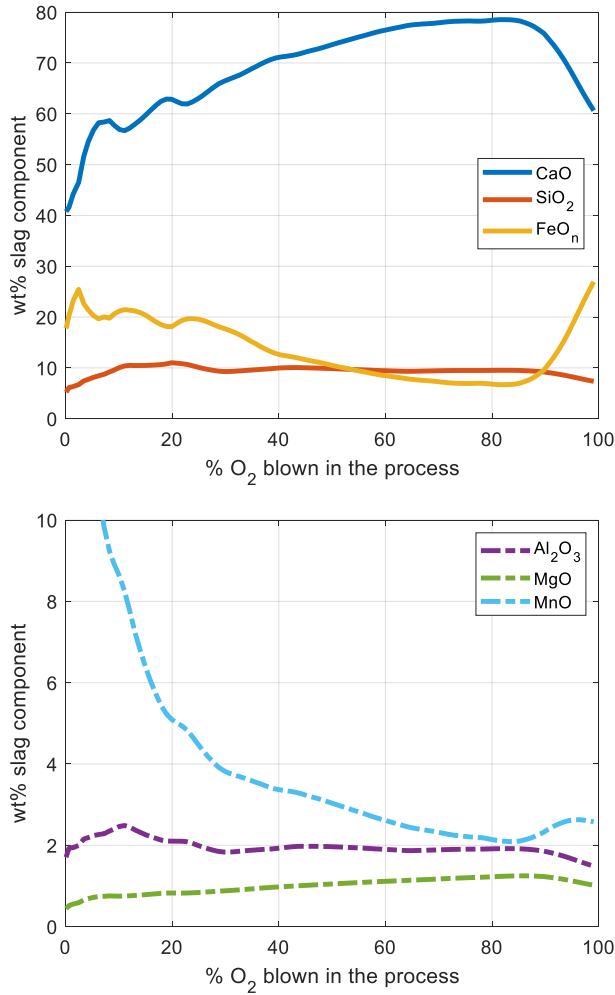 80
70
60
50
40
30
20
10
0
wt% slag component
CaO
SiO2
FeOn
0 20 40 60 80 100
% O2 blown in the process
10
8
6
4
2
0
wt% slag component
Al2O3
MgO
MnO
0 20 40 60 80 100
% O2 blown in the process